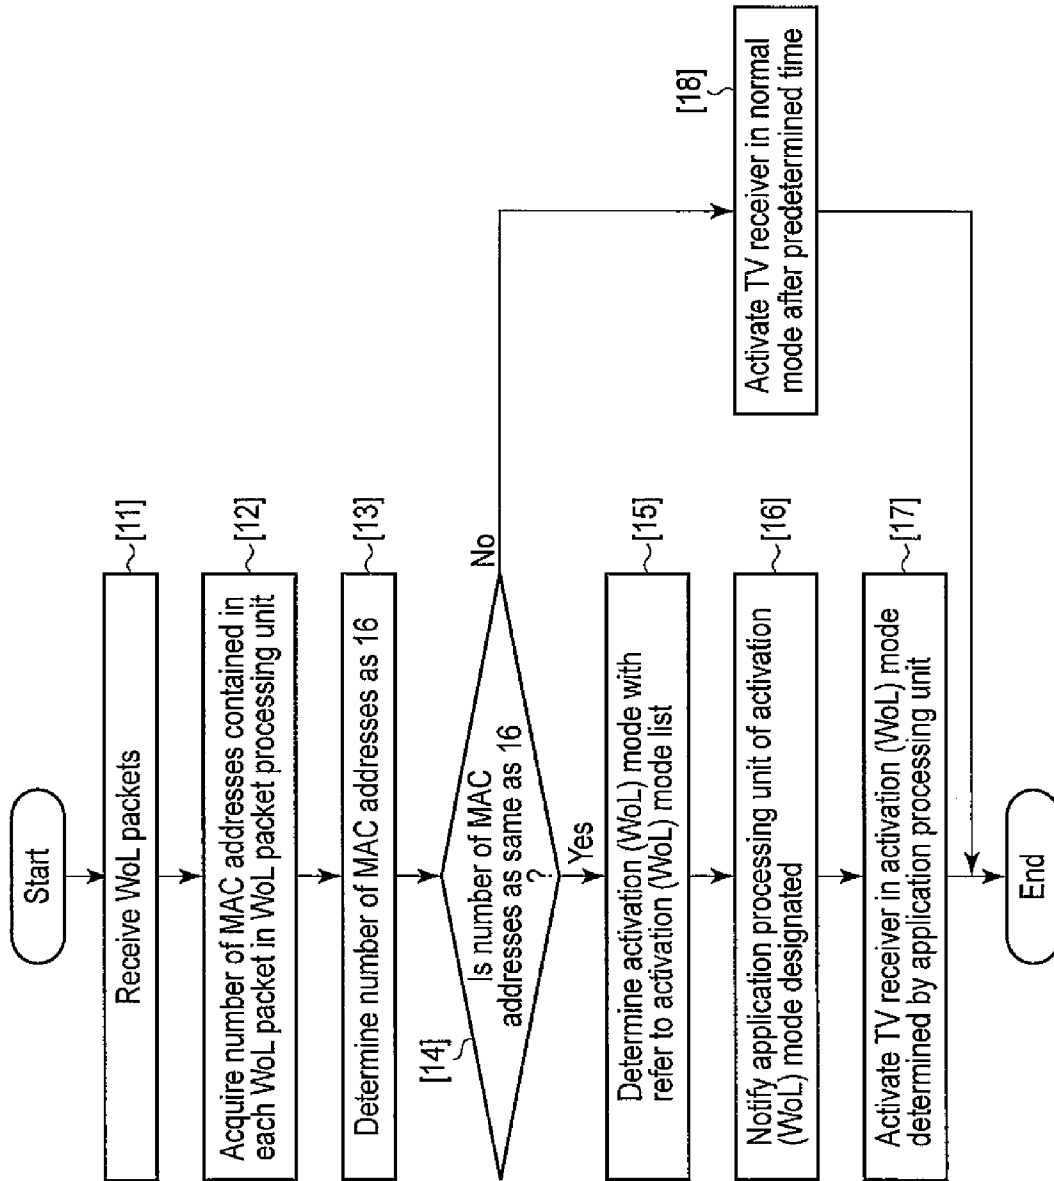 Start
Receive WoL packets
~[11]
Acquire number of MAC addresses contained in
each WoL packet in WoL packet processing unit
~[12]
Determine number of MAC addresses as 16
~[13]
[14]
Is number of MAC
addresses as same as 16
?
No
Yes
Determine activation (WoL) mode with
refer to activation (WoL) mode list
~[15]
Notify application processing unit of activation
(WoL) mode designated
~[16]
Activate TV receiver in activation (WoL) mode
determined by application processing unit
~[17]
[18]
Activate TV receiver in normal
mode after predetermined time
End